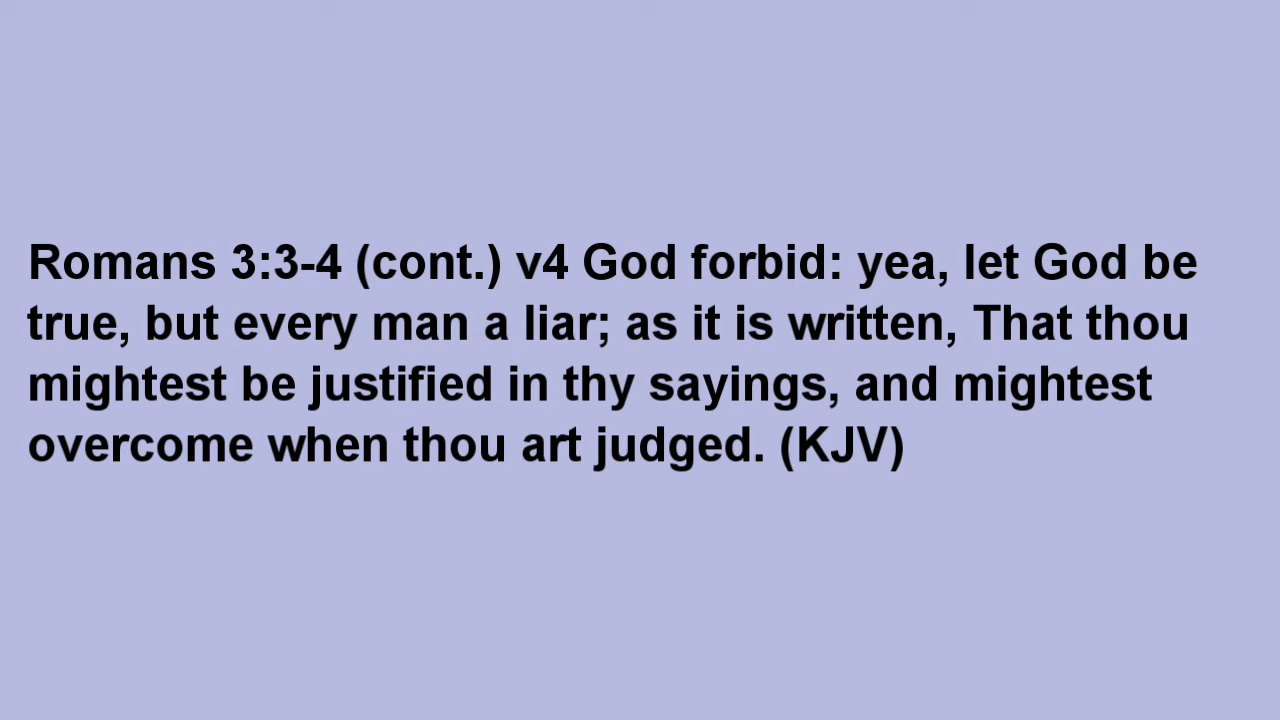 Romans 3:3-4 (cont.) v4 God forbid: yea, let God be
true, but every man a liar; as it is written, That thou
mightest be justified in thy sayings, and mightest
overcome when thou art judged. (KJV)